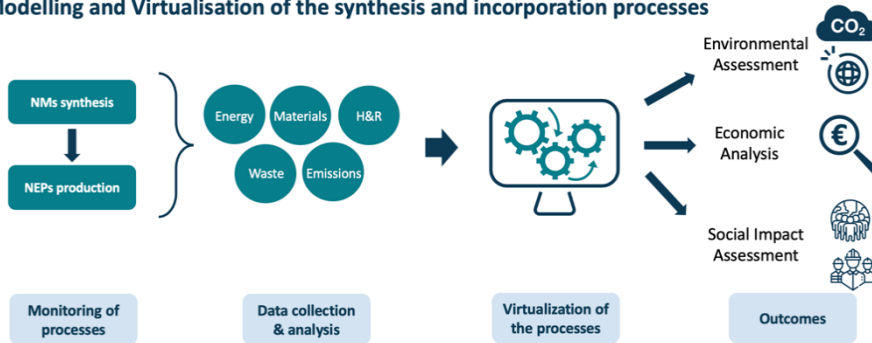 Modelling and Virtualisation of the synthesis and incorporation processes
NMs synthesis
NEPs production
Energy
Materials
H&R
Waste
Emissions
Environmental
Assessment
CO₂
Economic
Analysis
€
Social Impact
Assessment
Monitoring of
processes
Data collection
& analysis
Virtualization of
the processes
Outcomes